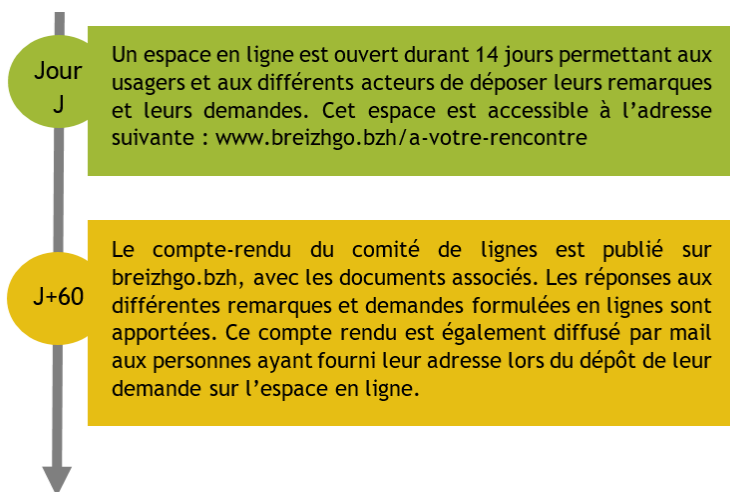 Jour
J
Un espace en ligne est ouvert durant 14 jours permettant aux
usagers et aux différents acteurs de déposer leurs remarques
et leurs demandes. Cet espace est accessible à l’adresse
suivante : www.breizhgo.bzh/a-votre-rencontre
J+60
Le compte-rendu du comité de lignes est publié sur
breizhgo.bzh, avec les documents associés. Les réponses aux
différentes remarques et demandes formulées en lignes sont
apportées. Ce compte rendu est également diffusé par mail
aux personnes ayant fourni leur adresse lors du dépôt de leur
demande sur l’espace en ligne.